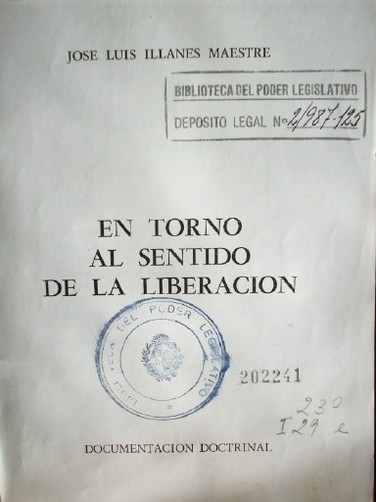 JOSE LUIS ILLANES MAESTRE
BIBLIOTECA DEL PODER LEGISLATIVO
DEPOSITO LEGAL Nº 2/987-125
EN TORNO
AL SENTIDO
DE LA LIBERACION
BIBLIOTECA DEL PODER LEGISLATIVO
202241
230
I29 e
DOCUMENTACION DOCTRINAL